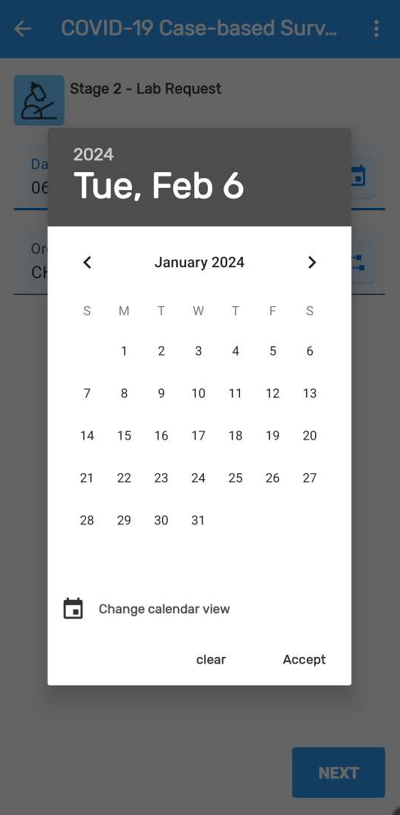 COVID-19 Case-based Surv...
Stage 2 - Lab Request
2024
Tue, Feb 6
Da
06
January 2024
Or
S M T W T F S
1 2 3 4 5 6
7 8 9 10 11 12 13
14 15 16 17 18 19 20
21 22 23 24 25 26 27
28 29 30 31
Change calendar view
clear Accept
NEXT